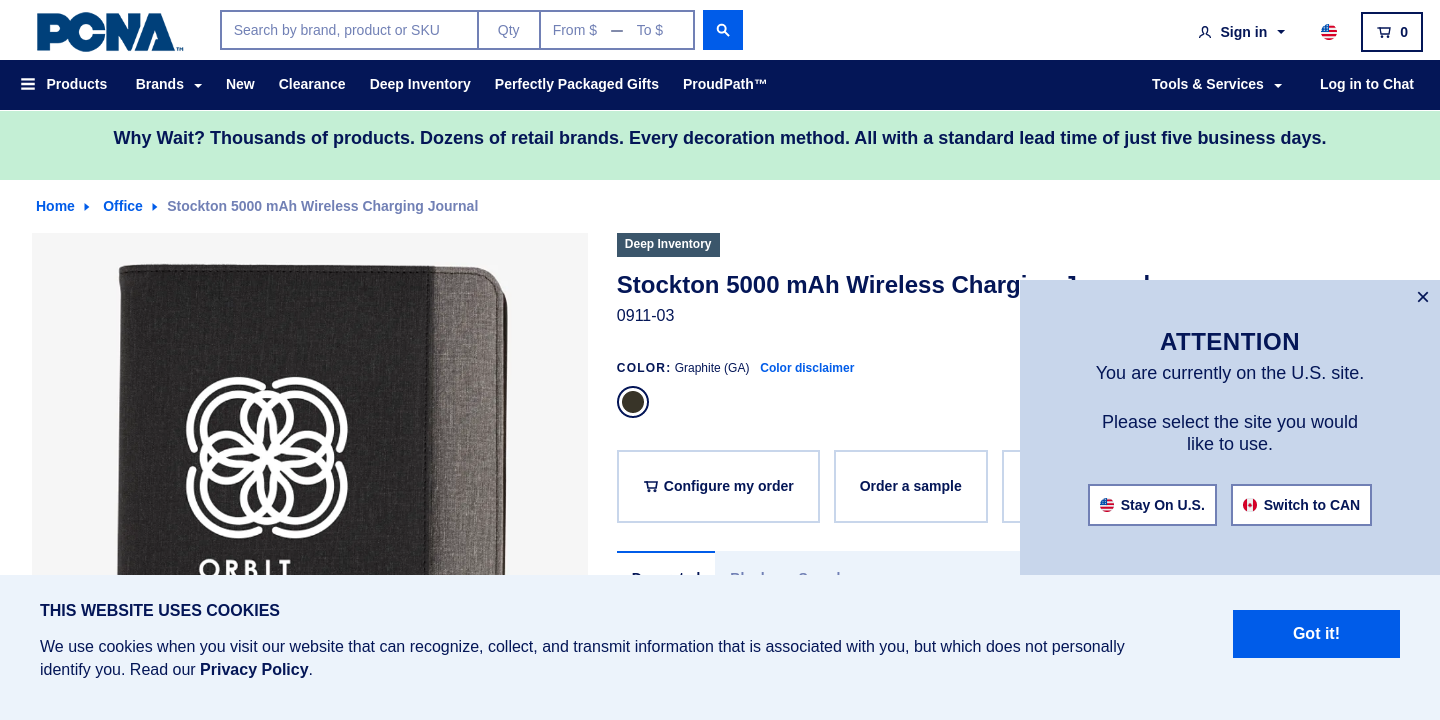 PCNA™
Search by brand, product or SKU
Qty
From $ — To $
Sign in
0
Products
Brands
New
Clearance
Deep Inventory
Perfectly Packaged Gifts
ProudPath™
Tools & Services
Log in to Chat
Why Wait? Thousands of products. Dozens of retail brands. Every decoration method. All with a standard lead time of just five business days.
Home
Office
Stockton 5000 mAh Wireless Charging Journal
ORBIT
Deep Inventory
Stockton 5000 mAh Wireless Charging Journal
0911-03
COLOR: Graphite (GA) Color disclaimer
Configure my order
Order a sample
×
ATTENTION
You are currently on the U.S. site.
Please select the site you would
like to use.
Stay On U.S.
Switch to CAN
THIS WEBSITE USES COOKIES
We use cookies when you visit our website that can recognize, collect, and transmit information that is associated with you, but which does not personally
identify you. Read our Privacy Policy.
Got it!